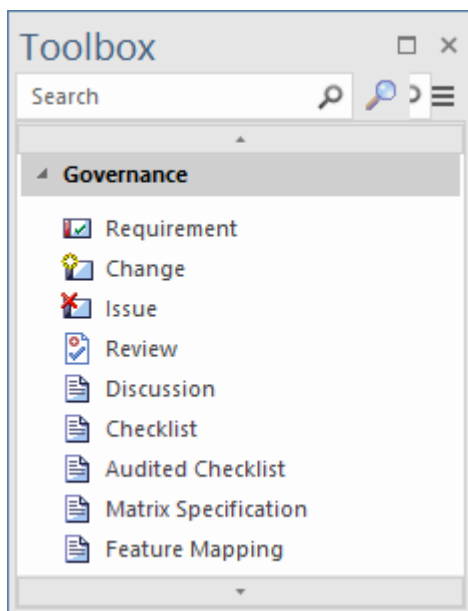 Toolbox
Search
Governance
Requirement
Change
Issue
Review
Discussion
Checklist
Audited Checklist
Matrix Specification
Feature Mapping